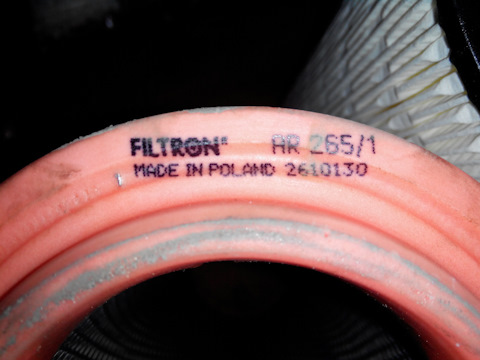 FILTRON® AR 265/1
MADE IN POLAND 2610130